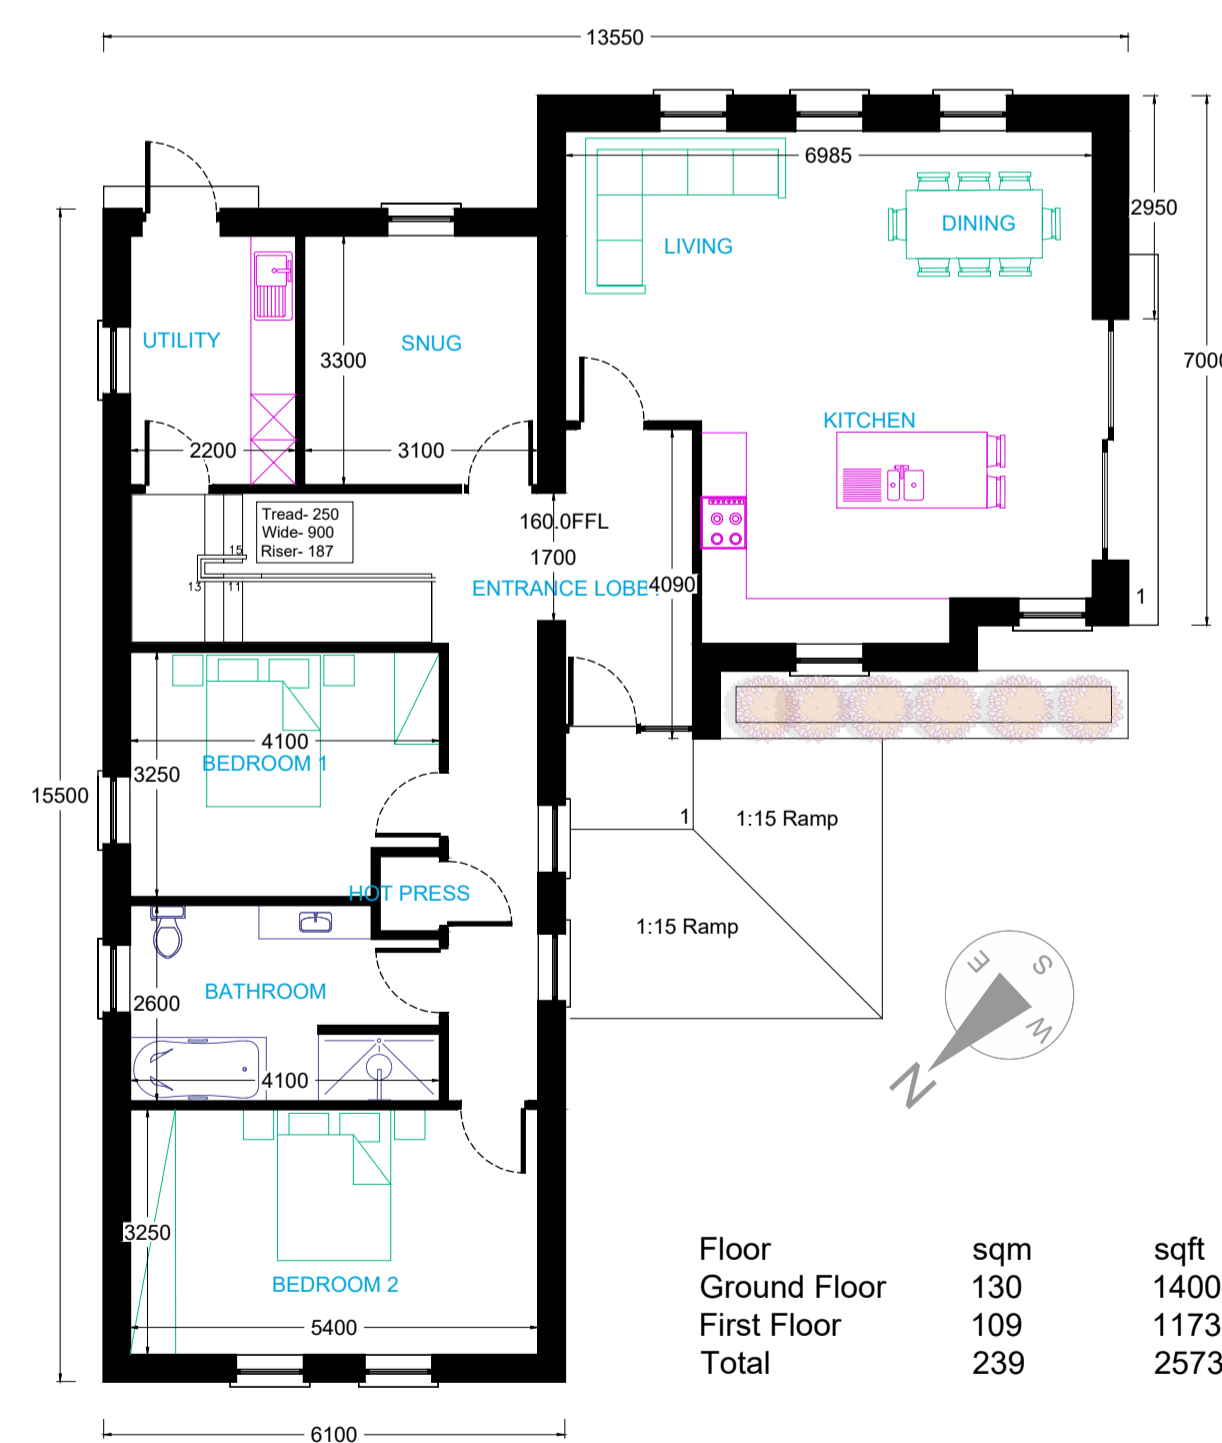 13550
6985
2950
LIVING
DINING
7000
UTILITY
SNUG
3300
KITCHEN
2200
3100
Tread- 250
Wide- 900
Riser- 187
160.0FFL
1700
15
13
11
ENTRANCE LOBB
4090
1
4100
BEDROOM 1
3250
15500
1
1:15 Ramp
HOT PRESS
1:15 Ramp
BATHROOM
2600
4100
E
S
W
N
3250
BEDROOM 2
5400
6100
Floor sqm sqft
Ground Floor 130 1400
First Floor 109 1173
Total 239 2573